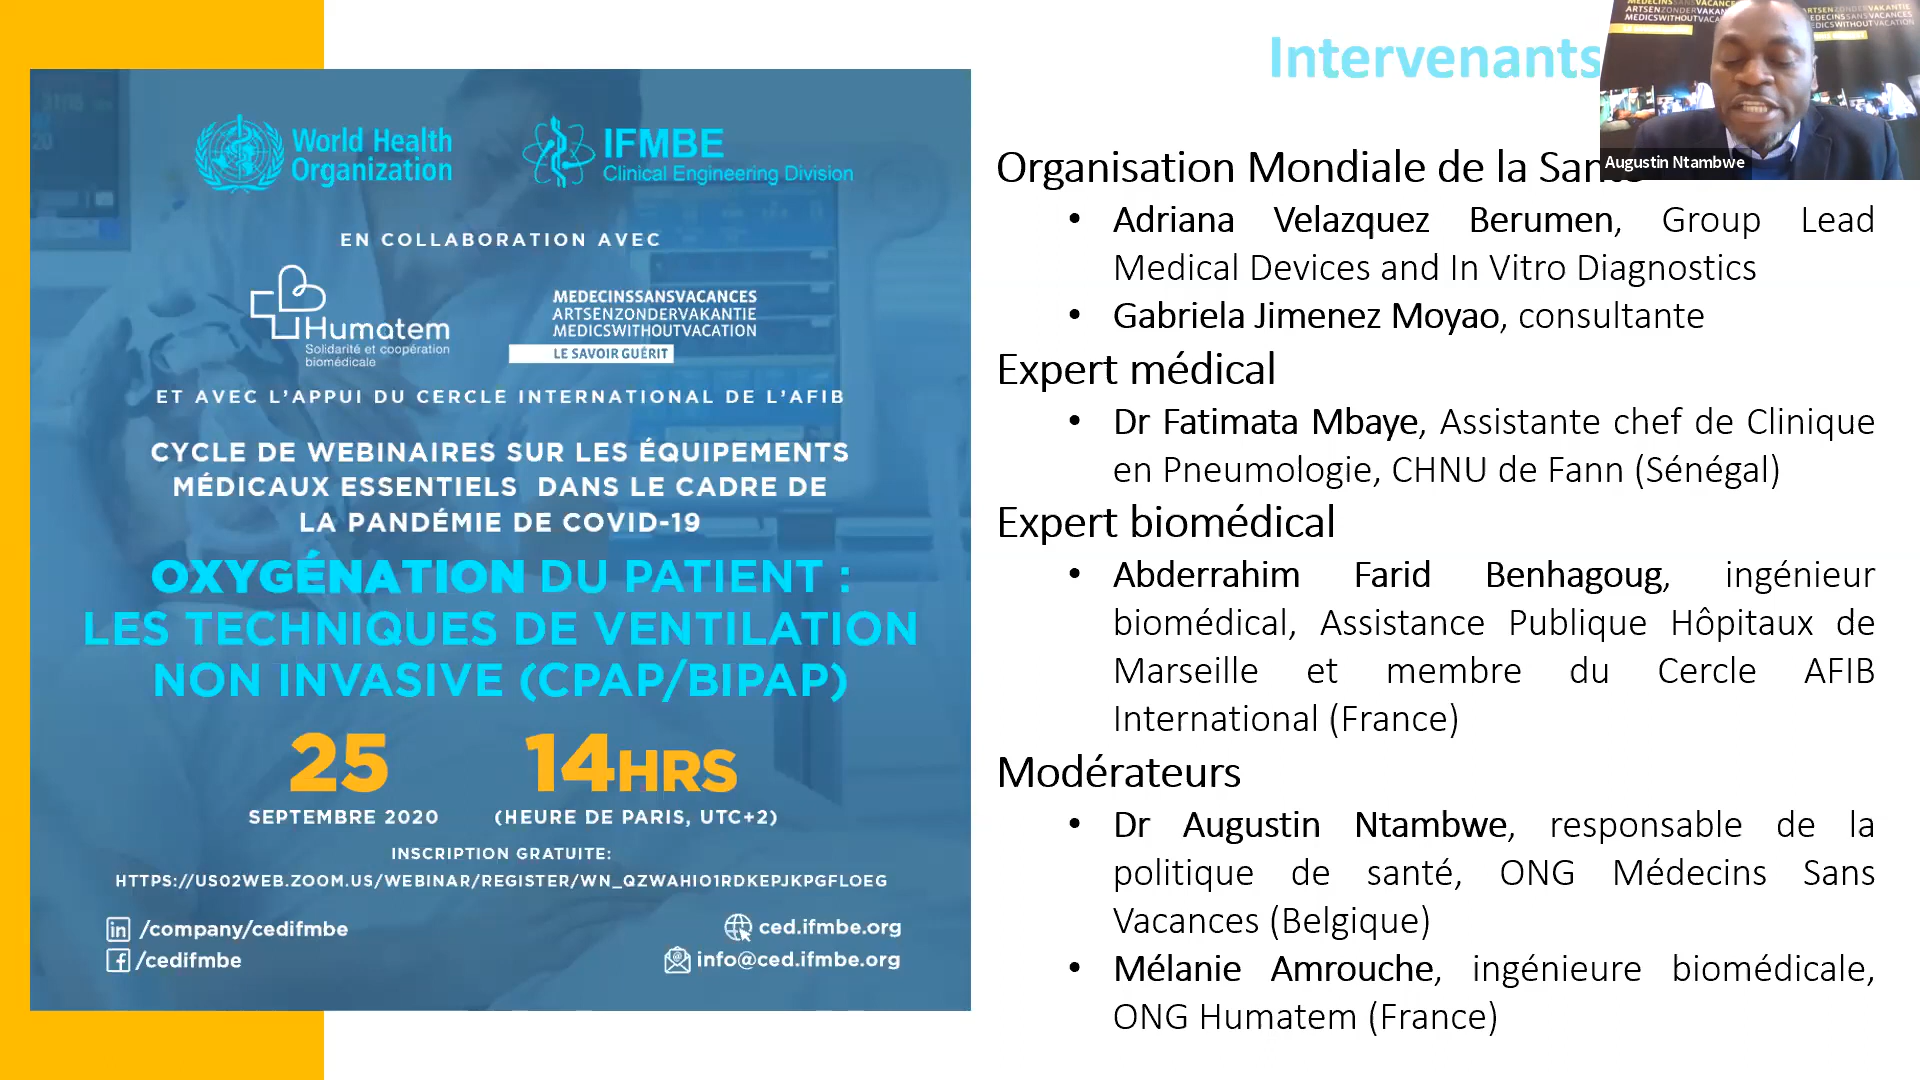 World Health
Organization
IFMBE
Clinical Engineering Division
EN COLLABORATION AVEC
Humatem
Solidarité et coopération
biomédicale
MEDECINSSANSVACANCES
ARTSENZONDERVAKANTIE
MEDICSWITHOUTVACATION
LE SAVOIR GUÉRIT
ET AVEC L'APPUI DU CERCLE INTERNATIONAL DE L'AFIB
CYCLE DE WEBINAIRES SUR LES ÉQUIPEMENTS
MÉDICAUX ESSENTIELS DANS LE CADRE DE
LA PANDÉMIE DE COVID-19
OXYGÉNATION DU PATIENT :
LES TECHNIQUES DE VENTILATION
NON INVASIVE (CPAP/BIPAP)
25
SEPTEMBRE 2020
14HRS
(HEURE DE PARIS, UTC+2)
INSCRIPTION GRATUITE:
HTTPS://US02WEB.ZOOM.US/WEBINAR/REGISTER/WN_QZWAHIO1RDKEPJKPGFLOEG
/company/cedifmbe
/cedifmbe
ced.ifmbe.org
info@ced.ifmbe.org
Intervenants
Organisation Mondiale de la Santé
• Adriana Velazquez Berumen, Group Lead
Medical Devices and In Vitro Diagnostics
• Gabriela Jimenez Moyao, consultante
Expert médical
• Dr Fatimata Mbaye, Assistante chef de Clinique
en Pneumologie, CHNU de Fann (Sénégal)
Expert biomédical
• Abderrahim Farid Benhagoug, ingénieur
biomédical, Assistance Publique Hôpitaux de
Marseille et membre du Cercle AFIB
International (France)
Modérateurs
• Dr Augustin Ntambwe, responsable de la
politique de santé, ONG Médecins Sans
Vacances (Belgique)
• Mélanie Amrouche, ingénieure biomédicale,
ONG Humatem (France)
Augustin Ntambwe